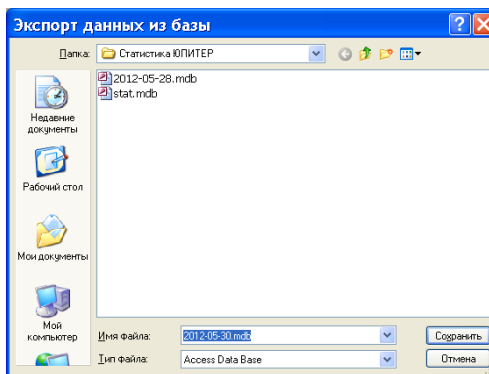 Экспорт данных из базы
Папка: Статистика ЮПИТЕР
2012-05-28.mdb
stat.mdb
Недавние
документы
Рабочий стол
Мои документы
Мой
компьютер
Имя файла: 2012-05-30.mdb Сохранить
Тип файла: Access Data Base Отмена